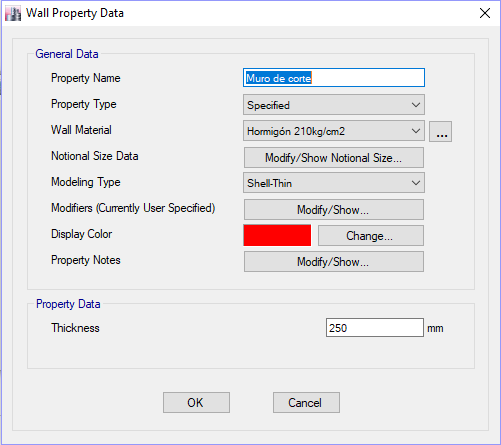 Wall Property Data
General Data
Property Name Muro de corte
Property Type Specified
Wall Material Hormigón 210kg/cm2 ...
Notional Size Data Modify/Show Notional Size...
Modeling Type Shell-Thin
Modifiers (Currently User Specified) Modify/Show...
Display Color Change...
Property Notes Modify/Show...
Property Data
Thickness 250 mm
OK Cancel